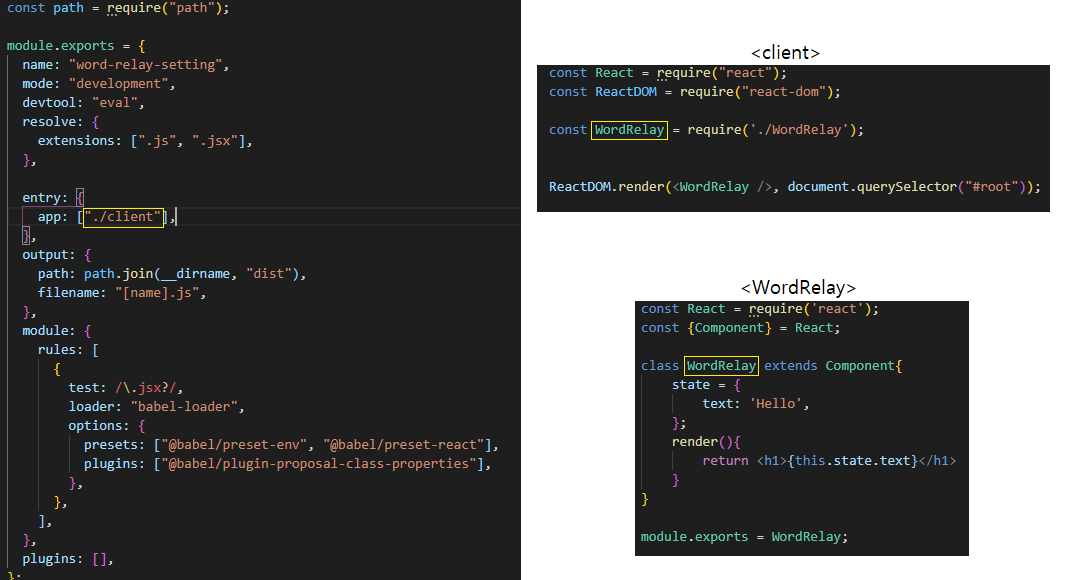 const path = require("path");
module.exports = {
name: "word-relay-setting",
mode: "development",
devtool: "eval",
resolve: {
extensions: [".js", ".jsx"],
},
entry: {
app: ["./client"],
},
output: {
path: path.join(__dirname, "dist"),
filename: "[name].js",
},
module: {
rules: [
{
test: /\.jsx?/,
loader: "babel-loader",
options: {
presets: ["@babel/preset-env", "@babel/preset-react"],
plugins: ["@babel/plugin-proposal-class-properties"],
},
},
],
},
plugins: [],
};
<client>
const React = require("react");
const ReactDOM = require("react-dom");
const WordRelay = require('./WordRelay');
ReactDOM.render(<WordRelay />, document.querySelector("#root"));
<WordRelay>
const React = require('react');
const {Component} = React;
class WordRelay extends Component{
state = {
text: 'Hello',
};
render(){
return <h1>{this.state.text}</h1>
}
}
module.exports = WordRelay;